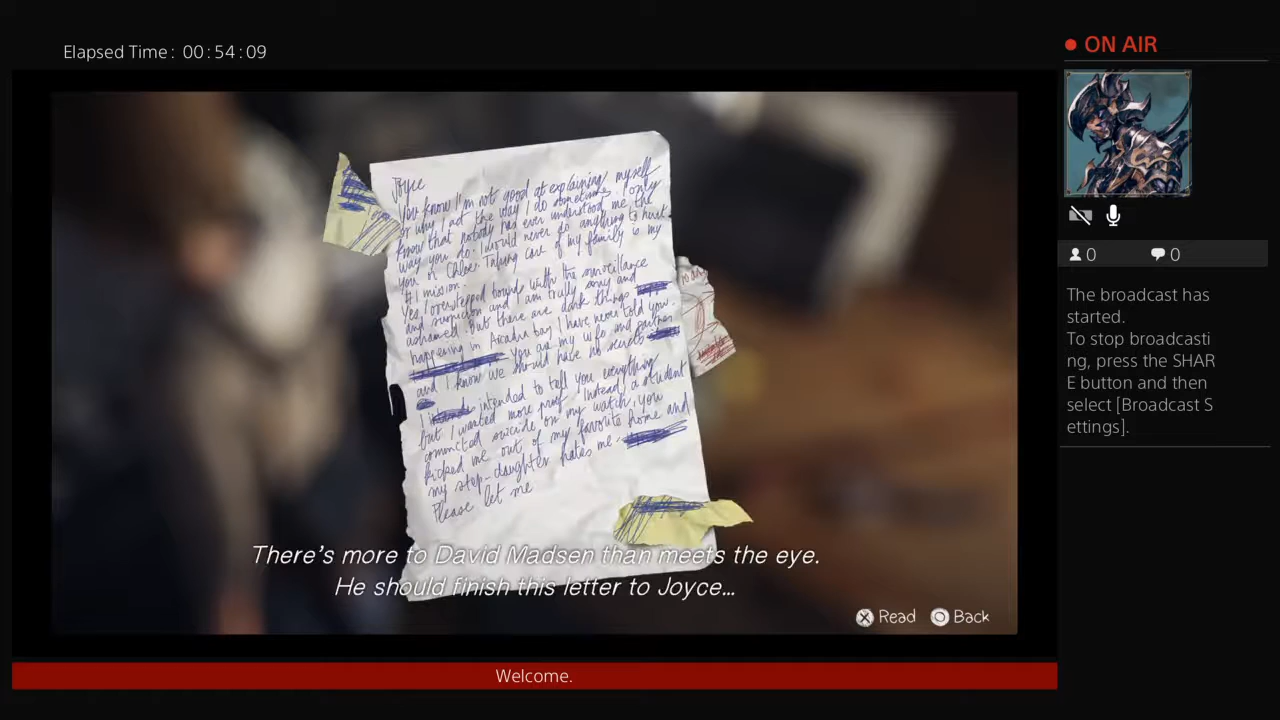 Elapsed Time: 00:54:09
ON AIR
0
0
The broadcast has
started.
To stop broadcasti
ng, press the SHAR
E button and then
select [Broadcast S
ettings].
Joyce
You know I'm not good at explaining myself
or why I act the way I do sometimes. I only
know that nobody has ever understood me the
way you do. I would never do anything to hurt
you or Chloe. Taking care of my family is my
#1 mission.
Yes, I overstepped bounds with the surveillance
and suspicion and I am truly sorry and
ashamed. But there are dark things
happening in Arcadia bay I have never told you.
You are my wife and partner
and I know we should have no secrets
I intended to tell you everything
but I wanted more proof. Instead, a student
committed suicide on my watch, you
kicked me out of my favorite home and
my step-daughter hates me.
Please let me
There's more to David Madsen than meets the eye.
He should finish this letter to Joyce...
Read
Back
Welcome.